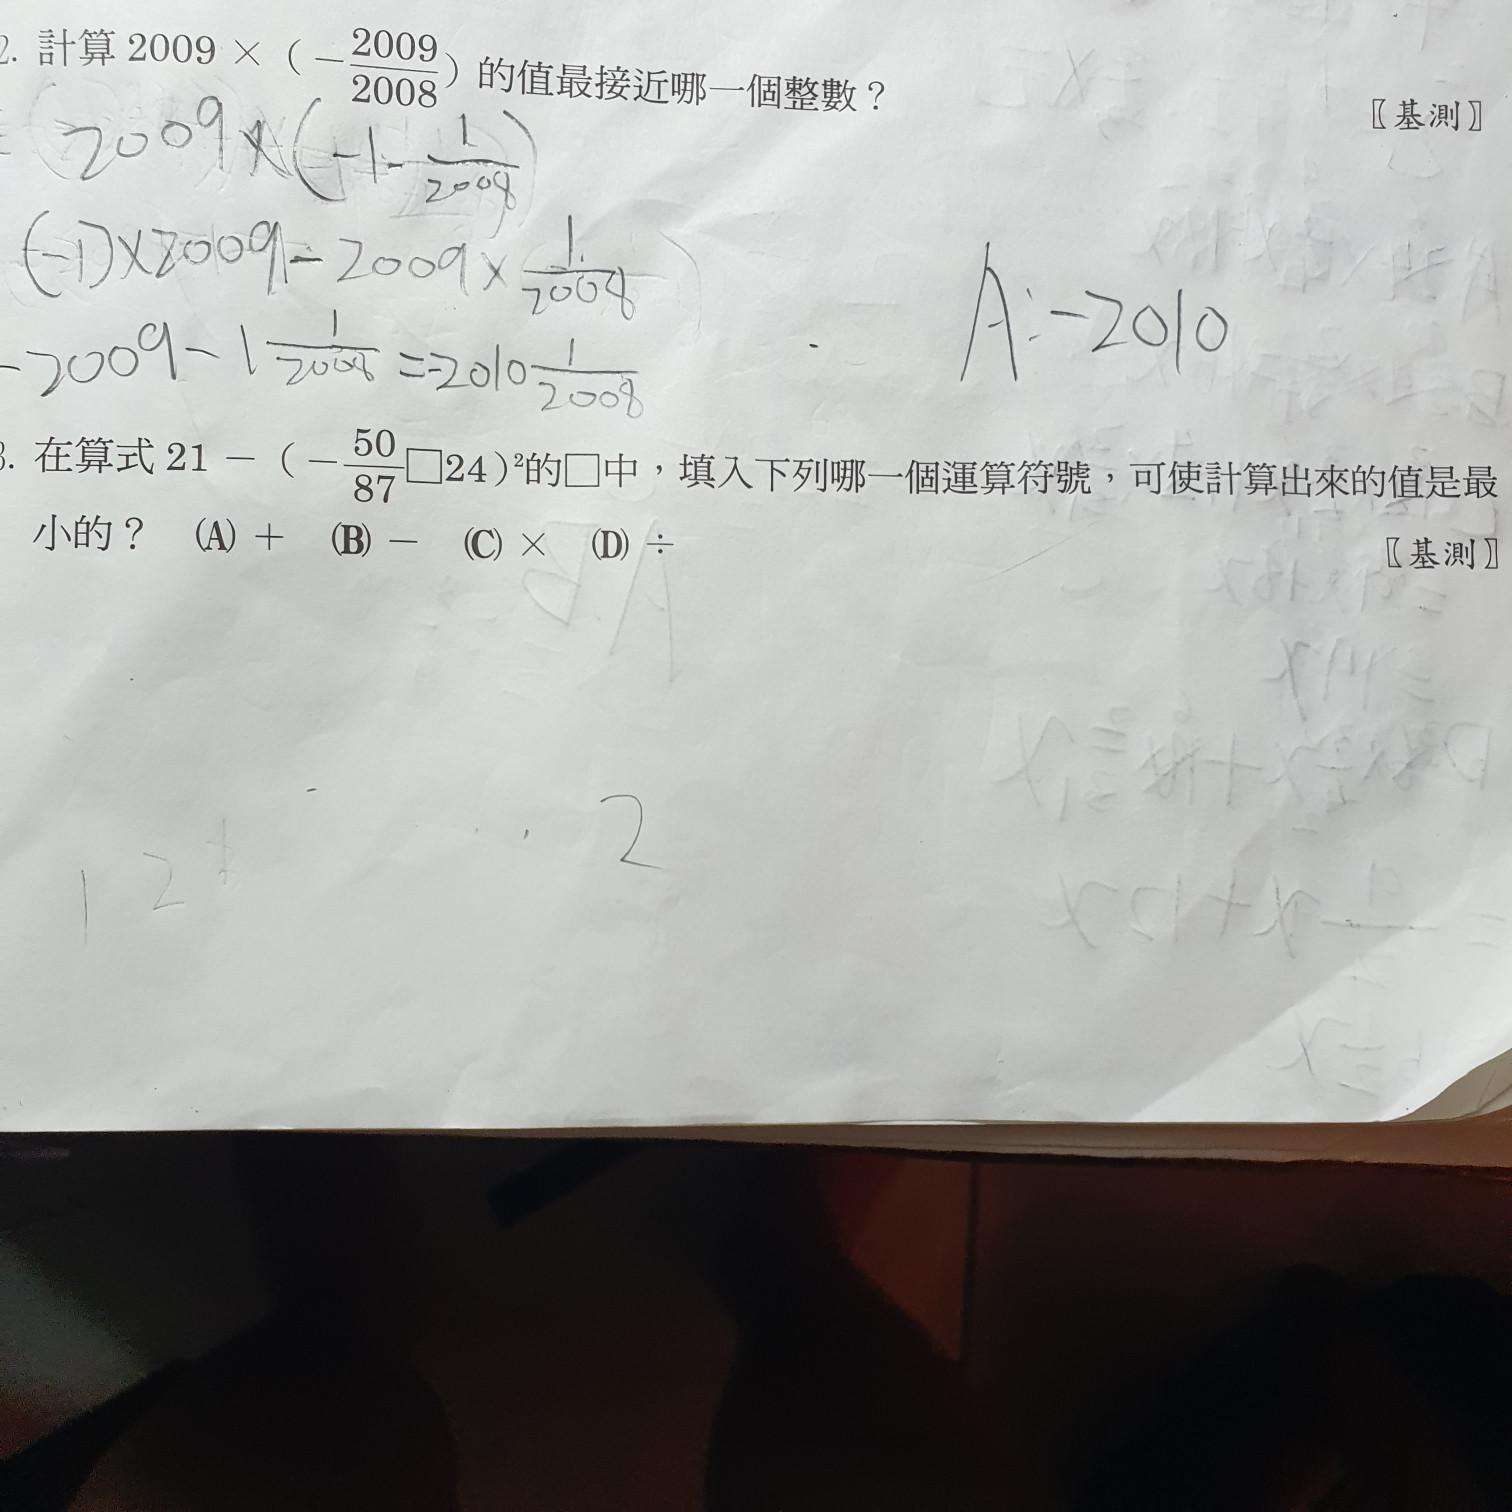 2. 計算 2009 × (-2009/2008) 的值最接近哪一個整數?
〖基測〗
= 2009×(-1-1/2008)
(-1)×2009-2009×1/2008
-2009-1 1/2008=-2010 1/2008
A:-2010
3. 在算式 21 - (-50/87□24)²的□中,填入下列哪一個運算符號,可使計算出來的值是最
小的? (A) + (B) - (C) × (D) ÷
〖基測〗
2
1 2